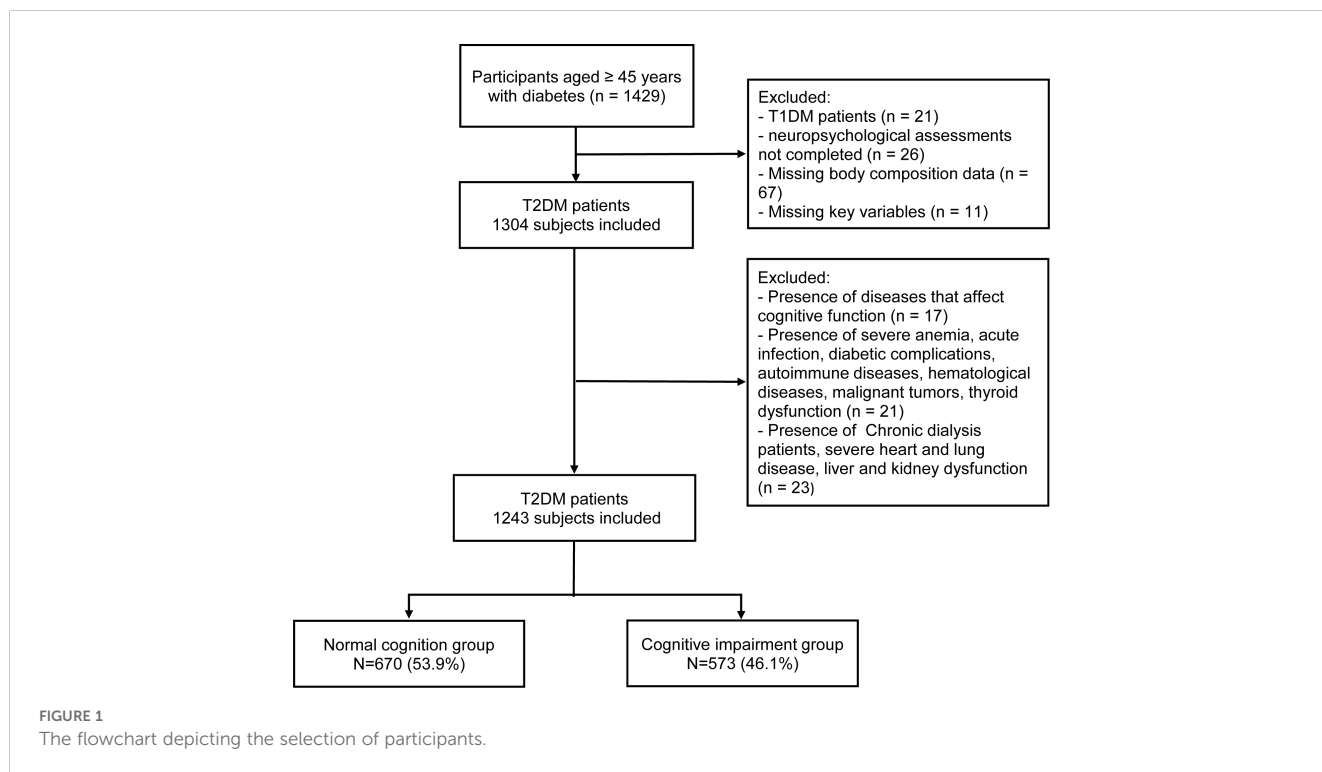 Participants aged ≥ 45 years
with diabetes (n = 1429)
Excluded:
- T1DM patients (n = 21)
- neuropsychological assessments
not completed (n = 26)
- Missing body composition data (n =
67)
- Missing key variables (n = 11)
T2DM patients
1304 subjects included
Excluded:
- Presence of diseases that affect
cognitive function (n = 17)
- Presence of severe anemia, acute
infection, diabetic complications,
autoimmune diseases, hematological
diseases, malignant tumors, thyroid
dysfunction (n = 21)
- Presence of  Chronic dialysis
patients, severe heart and lung
disease, liver and kidney dysfunction
(n = 23)
T2DM patients
1243 subjects included
Normal cognition group
N=670 (53.9%)
Cognitive impairment group
N=573 (46.1%)
FIGURE 1
The flowchart depicting the selection of participants.